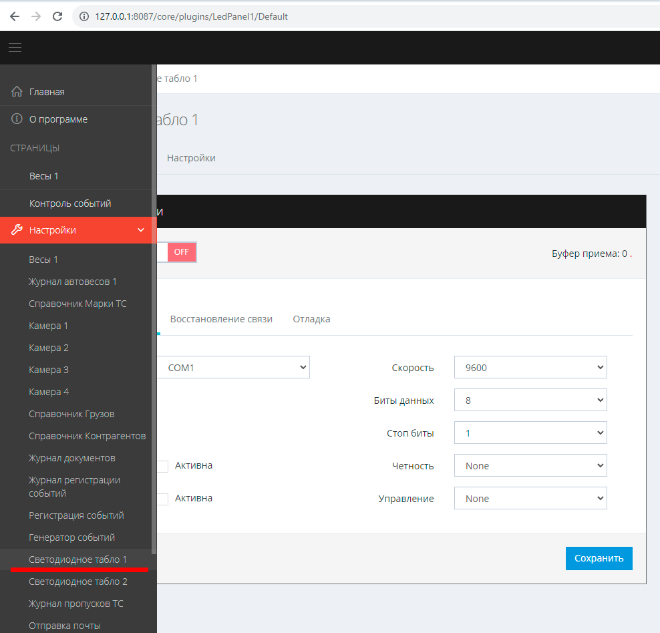 127.0.0.1:8087/core/plugins/LedPanel1/Default
Главная
О программе
СТРАНИЦЫ
Весы 1
Контроль событий
Настройки
Весы 1
Журнал автовесов 1
Справочник Марки ТС
Камера 1
Камера 2
Камера 3
Камера 4
Справочник Грузов
Справочник Контрагентов
Журнал документов
Журнал регистрации
событий
Регистрация событий
Генератор событий
Светодиодное табло 1
Светодиодное табло 2
Журнал пропусков ТС
Отправка почты
е табло 1
абло 1
Настройки
и
OFF
Буфер приема: 0 .
Восстановление связи Отладка
COM1
Скорость 9600
Биты данных 8
Стоп биты 1
Активна
Четность None
Активна
Управление None
Сохранить